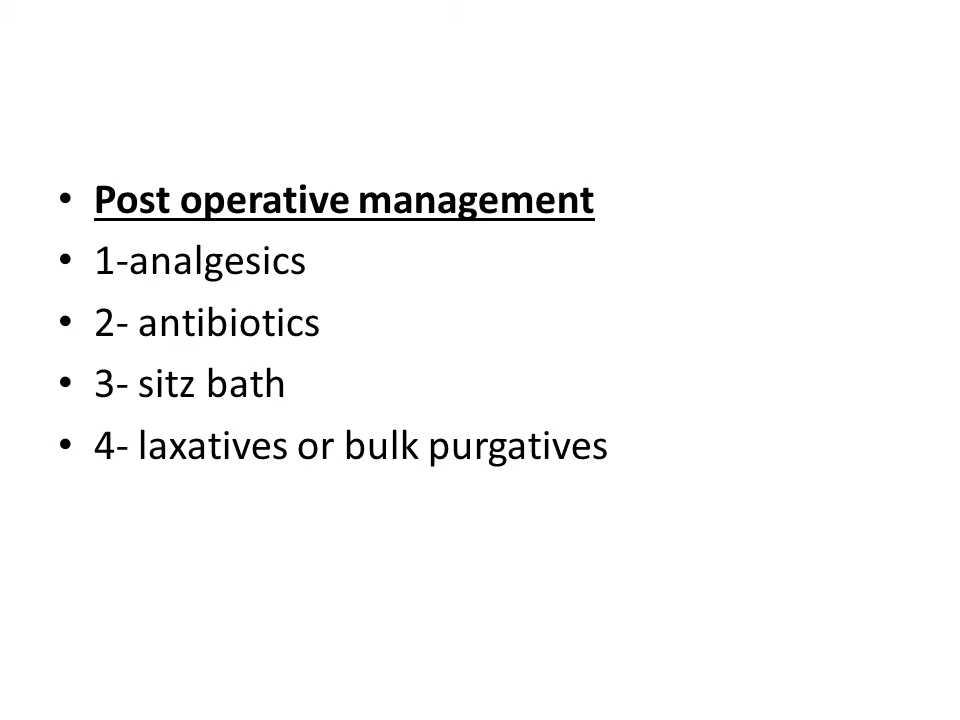 • Post operative management
• 1-analgesics
• 2- antibiotics
• 3- sitz bath
• 4- laxatives or bulk purgatives